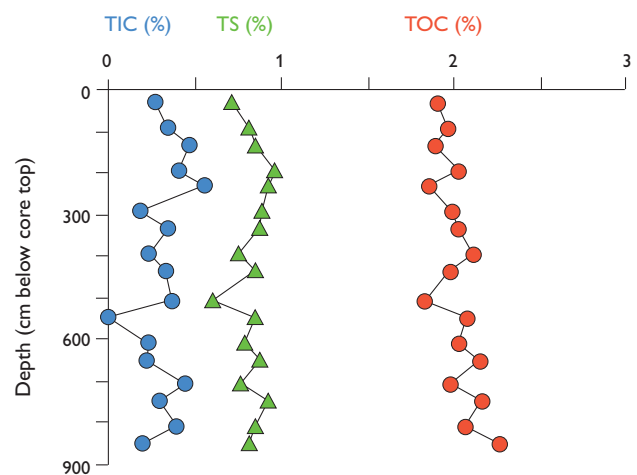 TIC (%) TS (%) TOC (%)
0 1 2 3
0
300
600
900
Depth (cm below core top)